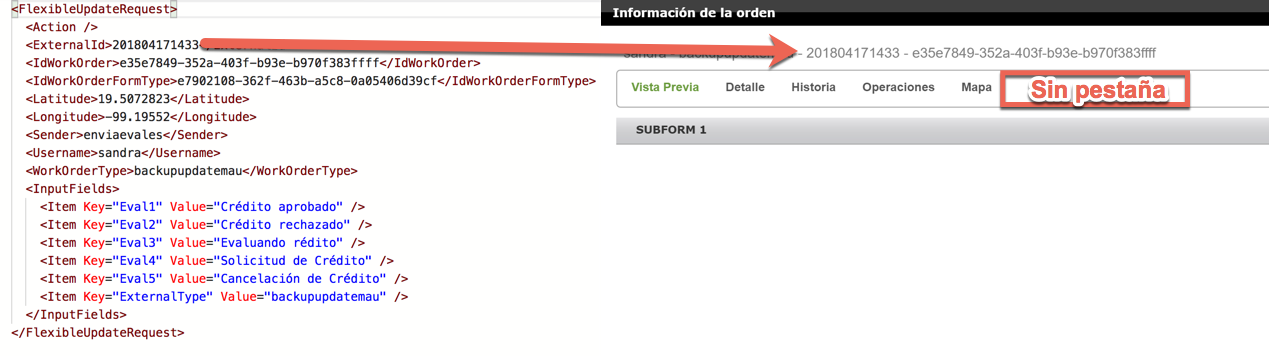 <FlexibleUpdateRequest>
<Action />
<ExternalId>201804171433
<IdWorkOrder>e35e7849-352a-403f-b93e-b970f383ffff</IdWorkOrder>
<IdWorkOrderFormType>e7902108-362f-463b-a5c8-0a05406d39cf</IdWorkOrderFormType>
<Latitude>19.5072823</Latitude>
<Longitude>-99.19552</Longitude>
<Sender>enviaevales</Sender>
<Username>sandra</Username>
<WorkOrderType>backupupdatemau</WorkOrderType>
<InputFields>
<Item Key="Eval1" Value="Crédito aprobado" />
<Item Key="Eval2" Value="Crédito rechazado" />
<Item Key="Eval3" Value="Evaluando rédito" />
<Item Key="Eval4" Value="Solicitud de Crédito" />
<Item Key="Eval5" Value="Cancelación de Crédito" />
<Item Key="ExternalType" Value="backupupdatemau" />
</InputFields>
</FlexibleUpdateRequest>
Información de la orden
sandra - - 201804171433 - e35e7849-352a-403f-b93e-b970f383ffff
Vista Previa Detalle Historia Operaciones Mapa Sin pestaña
SUBFORM 1